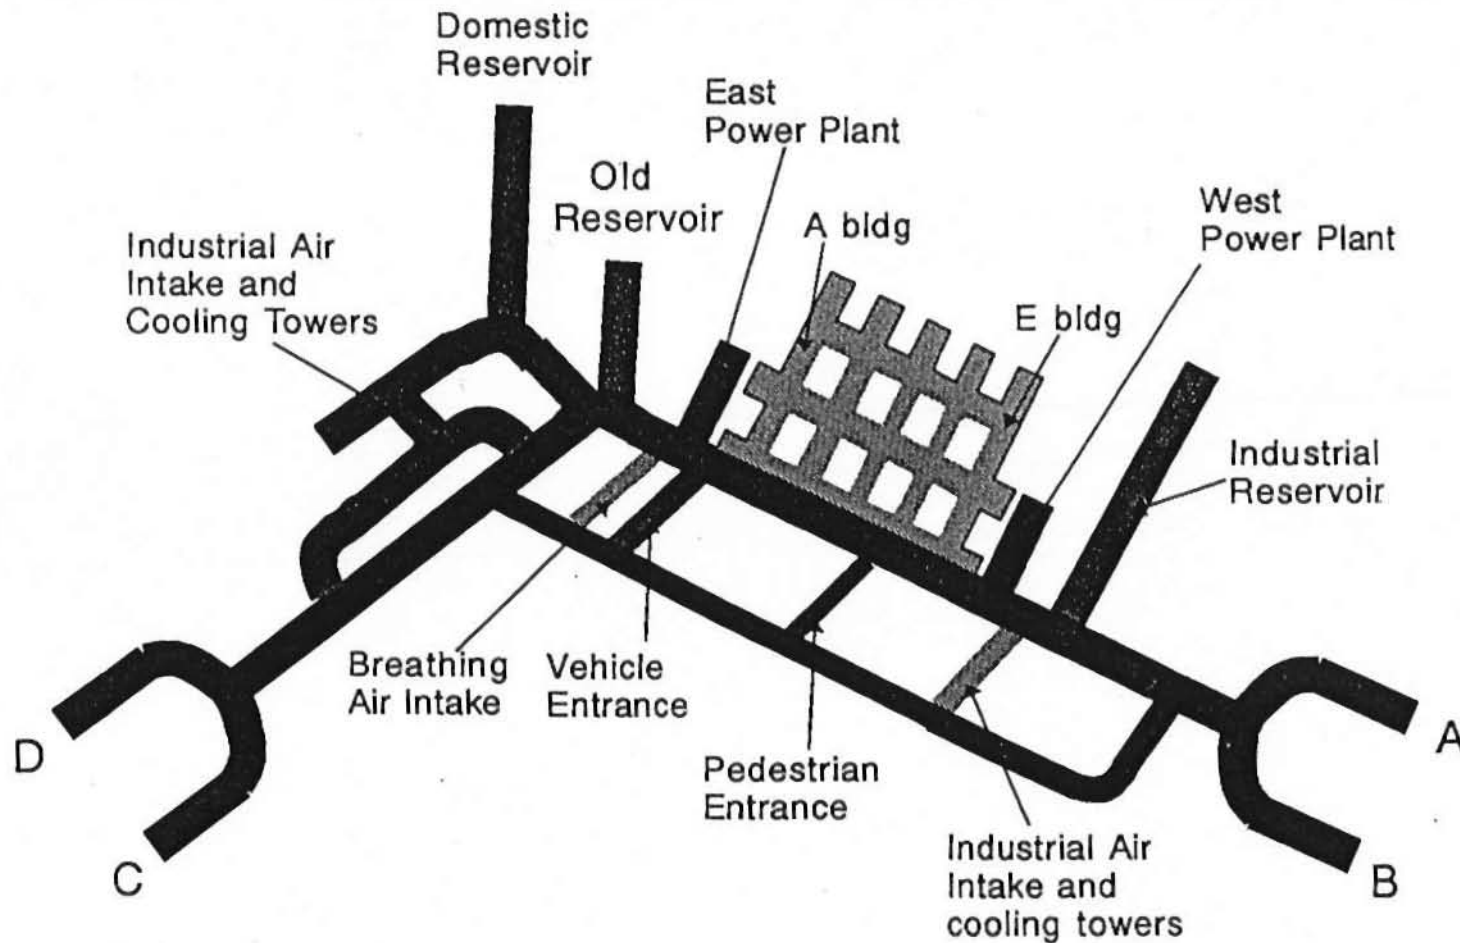 Domestic
Reservoir
East
Power Plant
Old
Reservoir
A bldg
West
Power Plant
Industrial Air
Intake and
Cooling Towers
E bldg
Industrial
Reservoir
Breathing
Air Intake
Vehicle
Entrance
Pedestrian
Entrance
Industrial Air
Intake and
cooling towers
A
B
C
D